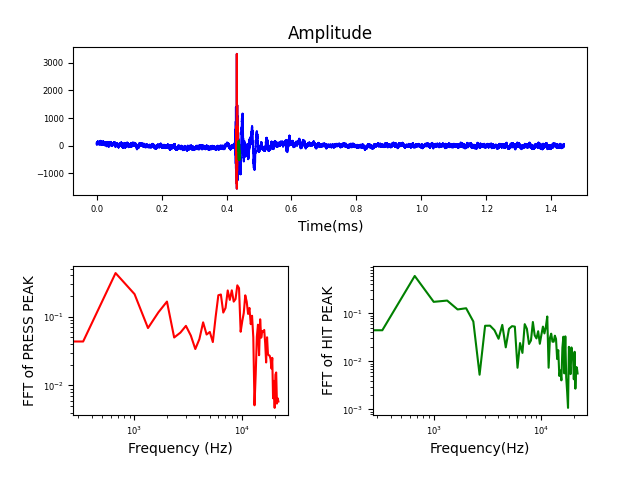 Amplitude
3000
2000
1000
0
−1000
0.0 0.2 0.4 0.6 0.8 1.0 1.2 1.4
Time(ms)
FFT of PRESS PEAK
10⁻¹
10⁻²
10³ 10⁴
Frequency (Hz)
FFT of HIT PEAK
10⁻¹
10⁻²
10⁻³
10³ 10⁴
Frequency(Hz)